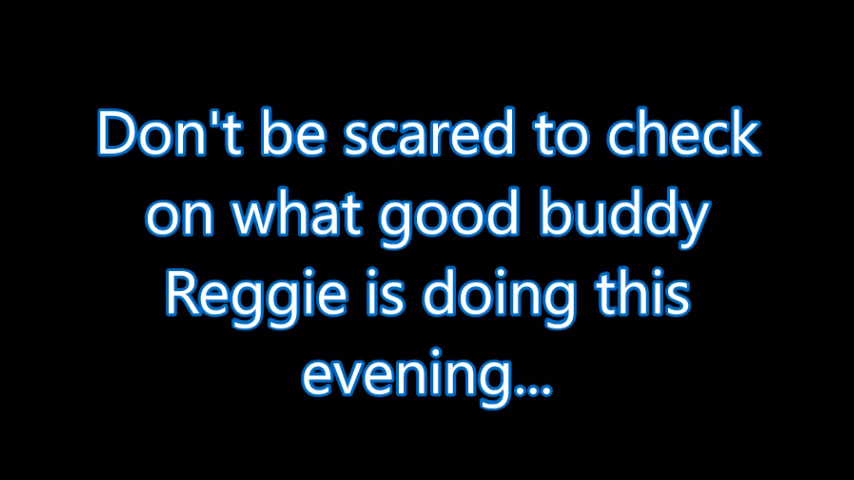 Don't be scared to check
on what good buddy
Reggie is doing this
evening...